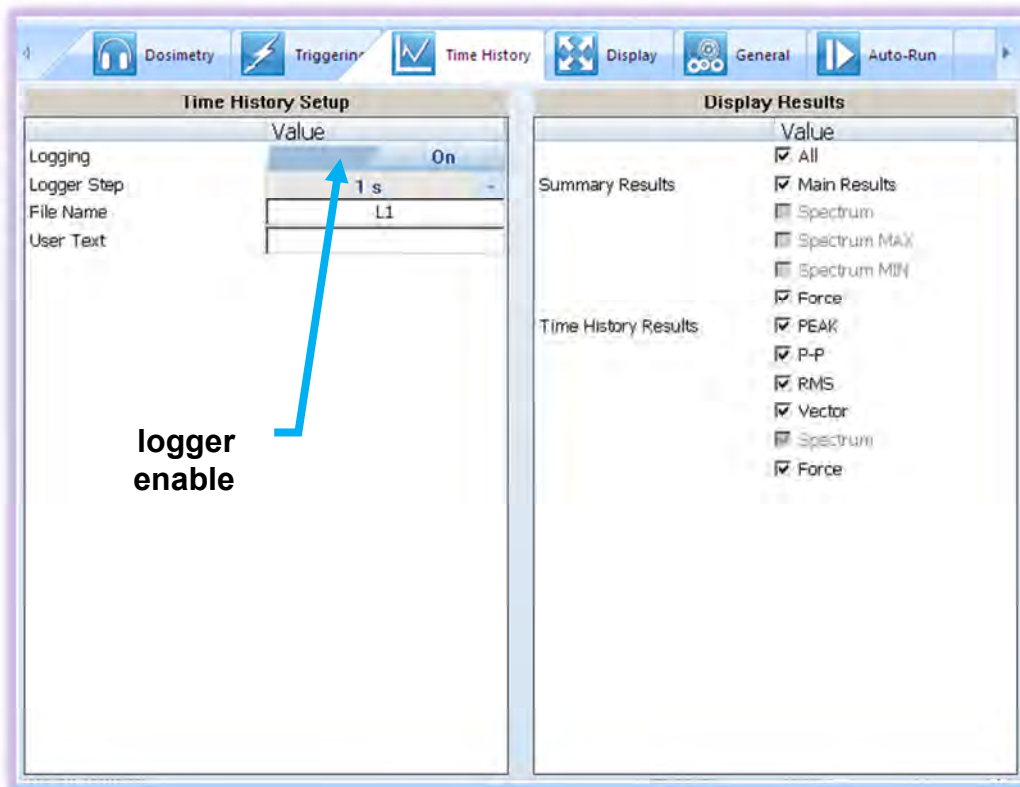 Dosimetry Triggering Time History Display General Auto-Run
Time History Setup
Value
Logging On
Logger Step 1 s
File Name L1
User Text
logger
enable
Display Results
Value
All
Summary Results Main Results
Spectrum
Spectrum MAX
Spectrum MIN
Force
Time History Results PEAK
P-P
RMS
Vector
Spectrum
Force